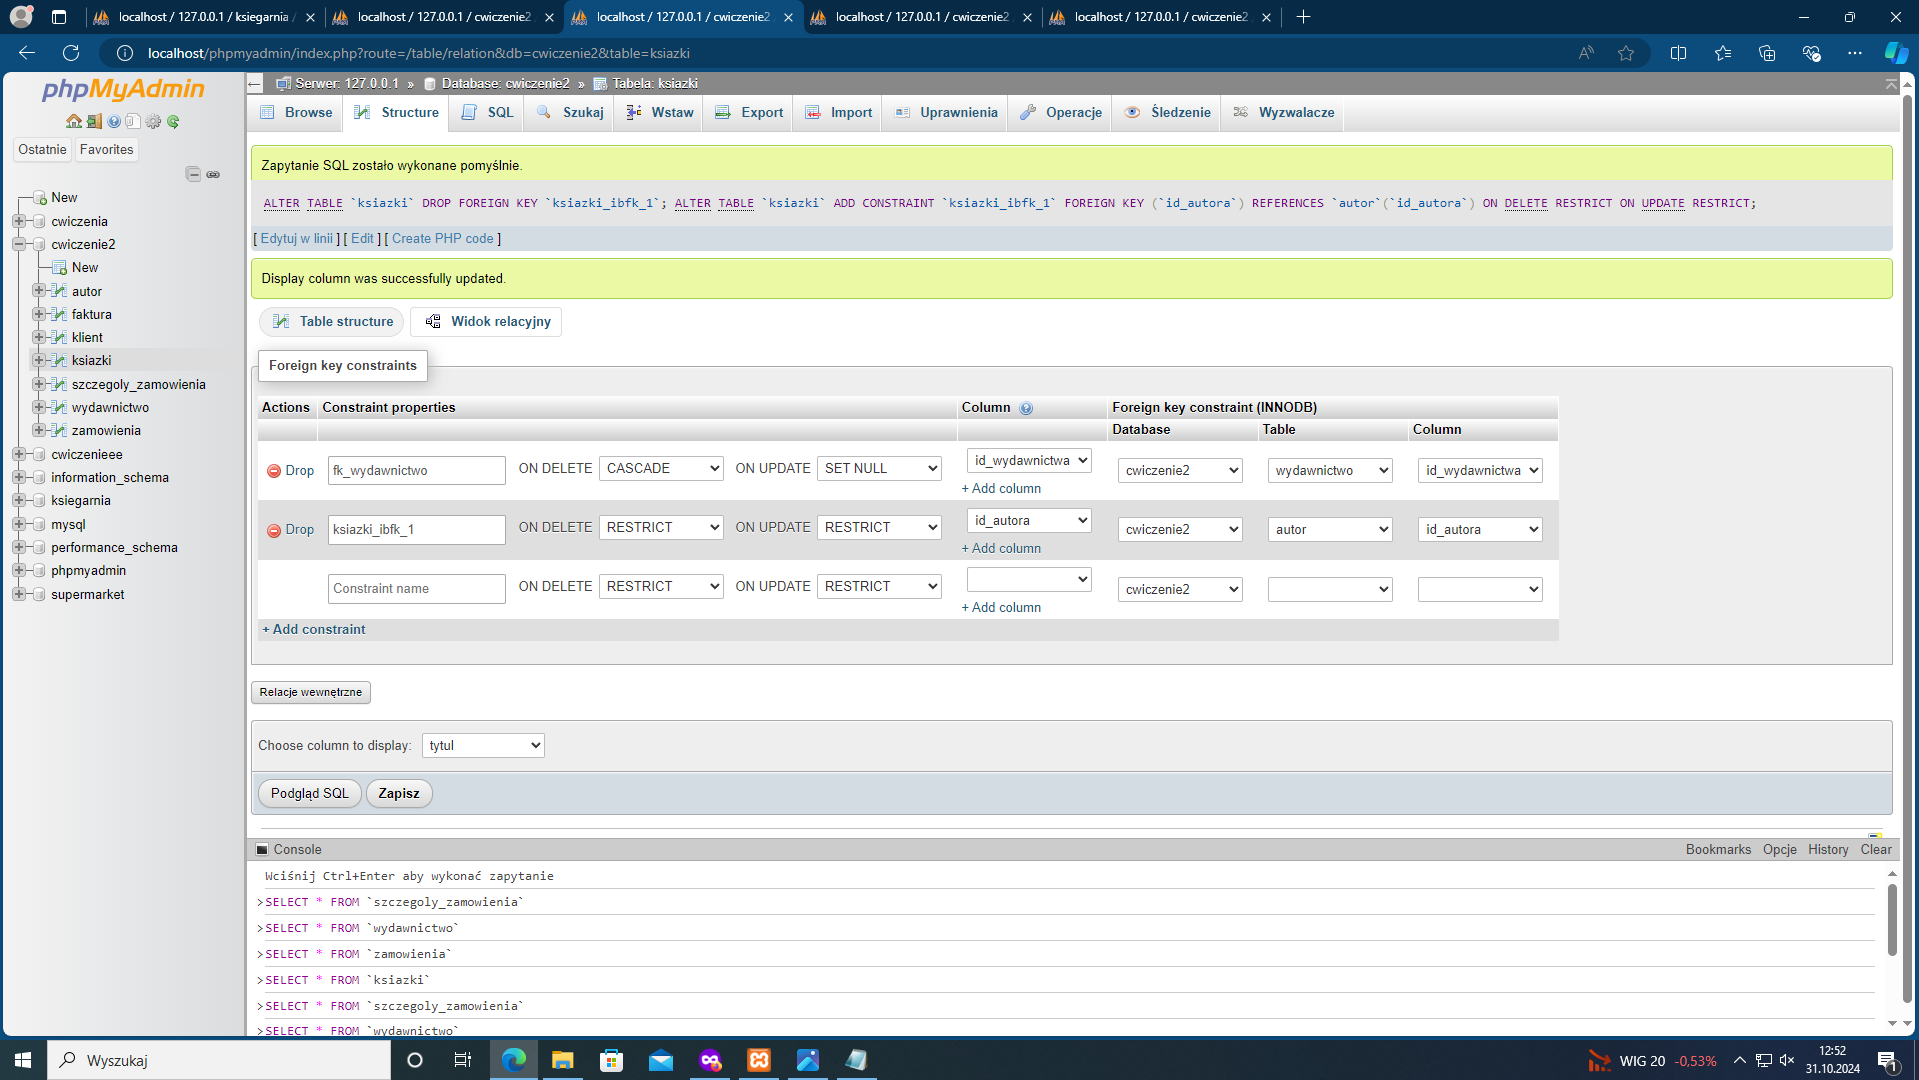 localhost / 127.0.0.1 / ksiegarnia /
localhost / 127.0.0.1 / cwiczenie2
localhost / 127.0.0.1 / cwiczenie2
localhost / 127.0.0.1 / cwiczenie2
localhost / 127.0.0.1 / cwiczenie2
localhost/phpmyadmin/index.php?route=/table/relation&db=cwiczenie2&table=ksiazki
phpMyAdmin
Ostatnie Favorites
New
cwiczenia
cwiczenie2
New
autor
faktura
klient
ksiazki
szczegoly_zamowienia
wydawnictwo
zamowienia
cwiczenieee
information_schema
ksiegarnia
mysql
performance_schema
phpmyadmin
supermarket
Serwer: 127.0.0.1 » Database: cwiczenie2 » Tabela: ksiazki
Browse Structure SQL Szukaj Wstaw Export Import Uprawnienia Operacje Śledzenie Wyzwalacze
Zapytanie SQL zostało wykonane pomyślnie.
ALTER TABLE `ksiazki` DROP FOREIGN KEY `ksiazki_ibfk_1`; ALTER TABLE `ksiazki` ADD CONSTRAINT `ksiazki_ibfk_1` FOREIGN KEY (`id_autora`) REFERENCES `autor`(`id_autora`) ON DELETE RESTRICT ON UPDATE RESTRICT;
[ Edytuj w linii ] [ Edit ] [ Create PHP code ]
Display column was successfully updated.
Table structure Widok relacyjny
Foreign key constraints
Actions Constraint properties Column Foreign key constraint (INNODB)
Database Table Column
Drop fk_wydawnictwo ON DELETE CASCADE ON UPDATE SET NULL id_wydawnictwa cwiczenie2 wydawnictwo id_wydawnictwa
+ Add column
Drop ksiazki_ibfk_1 ON DELETE RESTRICT ON UPDATE RESTRICT id_autora cwiczenie2 autor id_autora
+ Add column
Constraint name ON DELETE RESTRICT ON UPDATE RESTRICT cwiczenie2
+ Add column
+ Add constraint
Relacje wewnętrzne
Choose column to display: tytul
Podgląd SQL Zapisz
Console Bookmarks Opcje History Clear
Wciśnij Ctrl+Enter aby wykonać zapytanie
>SELECT * FROM `szczegoly_zamowienia`
>SELECT * FROM `wydawnictwo`
>SELECT * FROM `zamowienia`
>SELECT * FROM `ksiazki`
>SELECT * FROM `szczegoly_zamowienia`
>SELECT * FROM `wydawnictwo`
Wyszukaj
WIG 20 -0,53%
12:52
31.10.2024
1